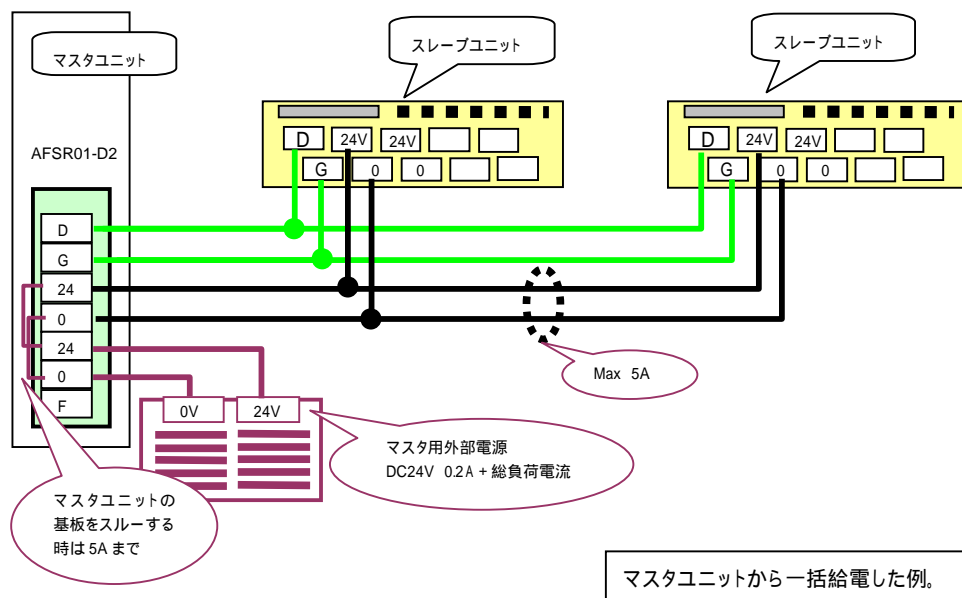 マスタユニット
スレーブユニット
スレーブユニット
AFSR01-D2
D 24V 24V
G 0 0
D 24V 24V
G 0 0
D
G
24
0
24
0
F
Max 5A
0V 24V
マスタ用外部電源
DC24V 0.2A + 総負荷電流
マスタユニットの
基板をスルーする
時は5Aまで
マスタユニットから一括給電した例。